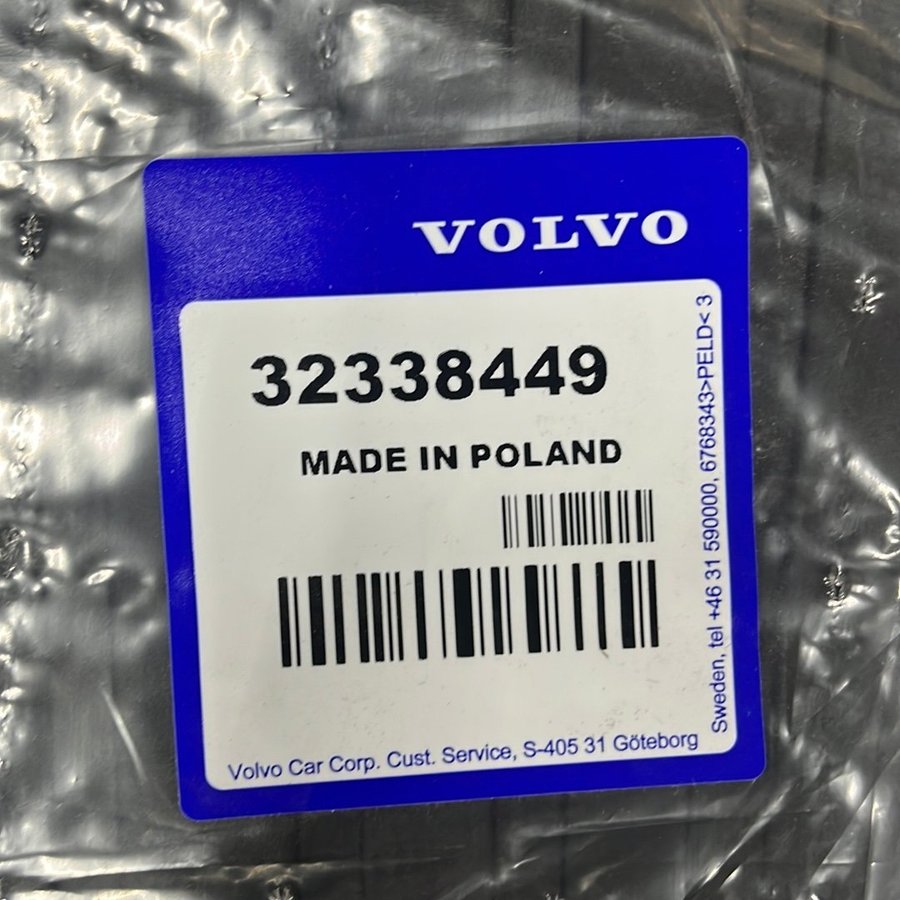 VOLVO
32338449
MADE IN POLAND
Volvo Car Corp. Cust. Service, S-405 31 Göteborg
Sweden, tel +46 31 590000, 6768343>PELD< 3